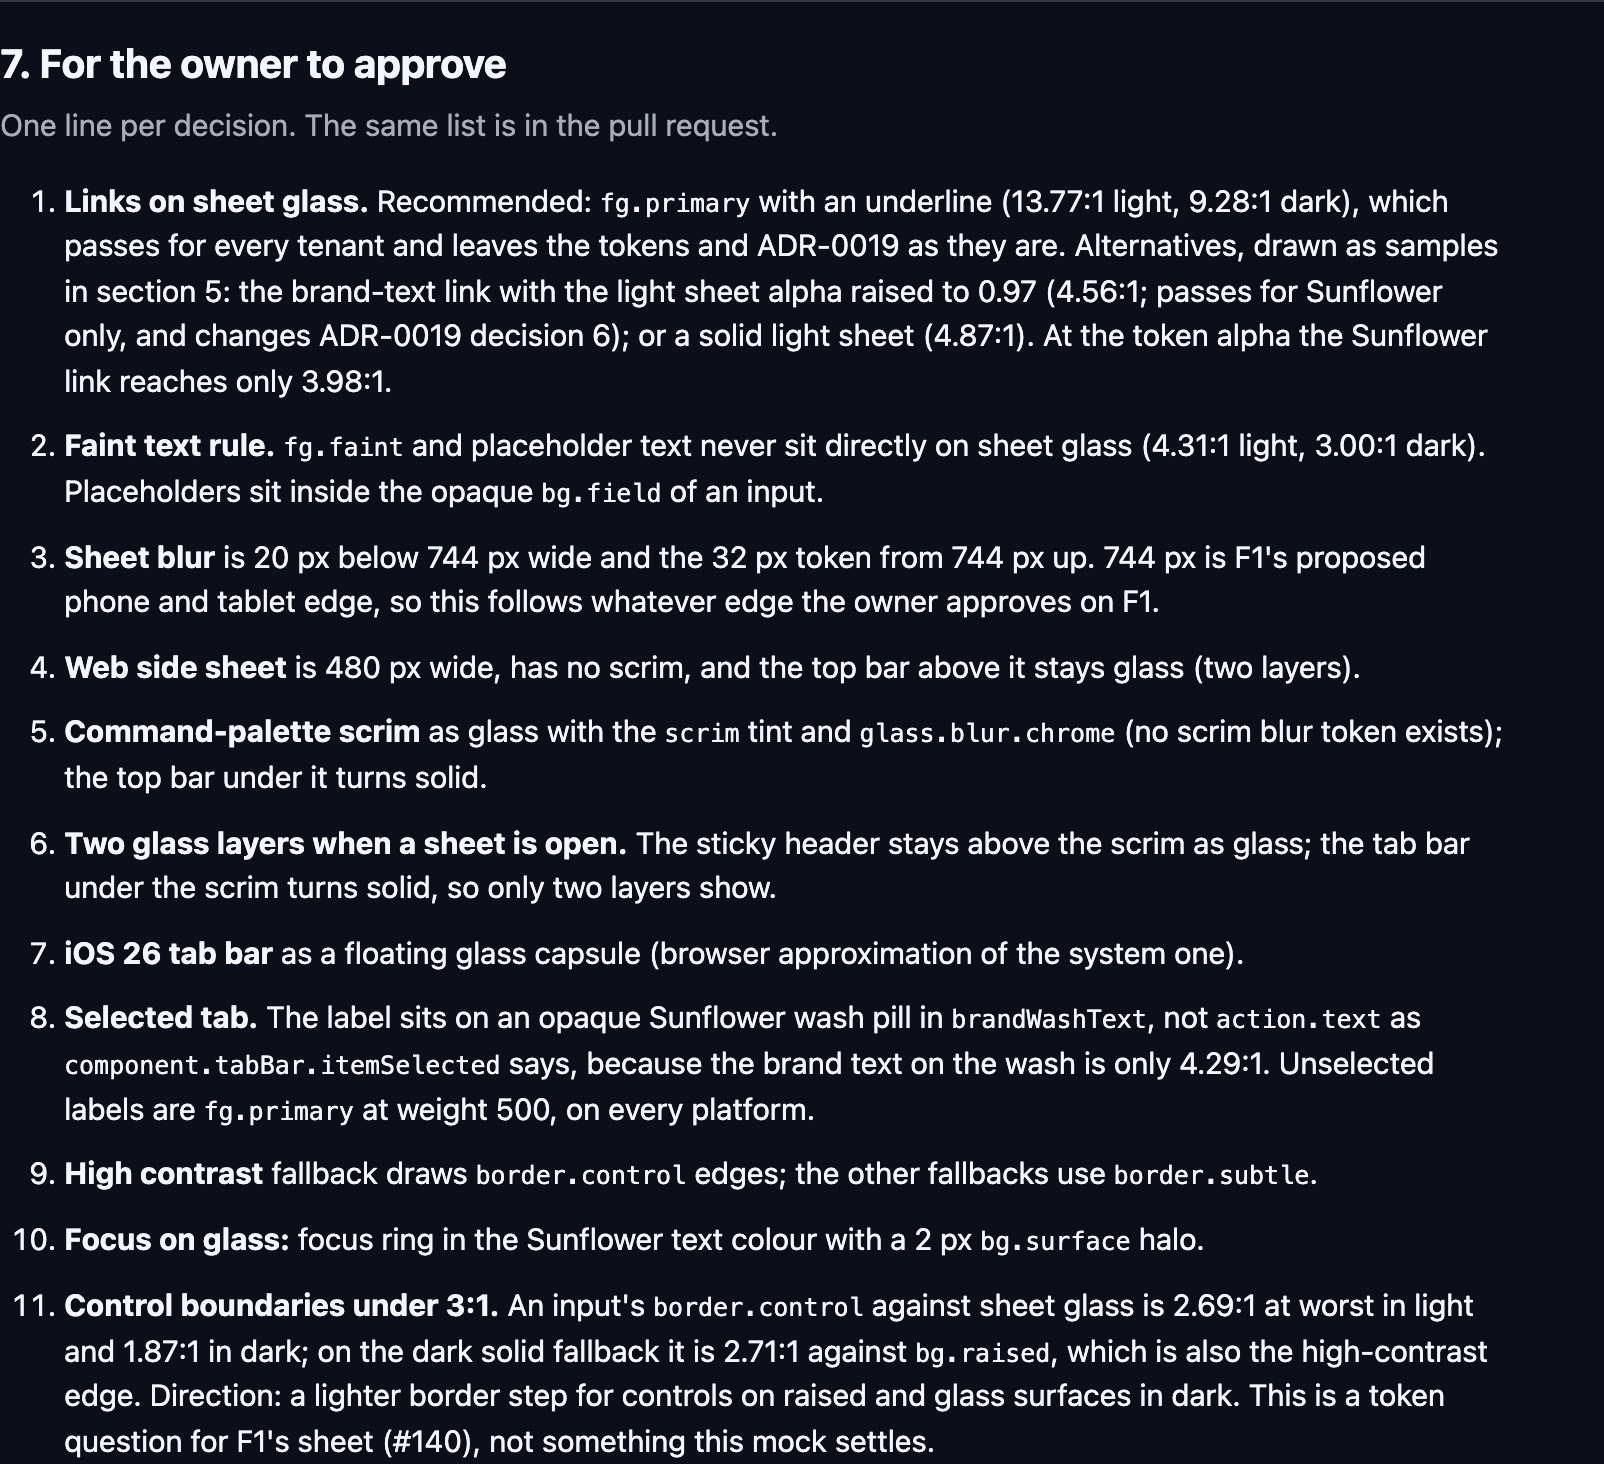 7. For the owner to approve
One line per decision. The same list is in the pull request.
1. Links on sheet glass. Recommended: fg.primary with an underline (13.77:1 light, 9.28:1 dark), which
passes for every tenant and leaves the tokens and ADR-0019 as they are. Alternatives, drawn as samples
in section 5: the brand-text link with the light sheet alpha raised to 0.97 (4.56:1; passes for Sunflower
only, and changes ADR-0019 decision 6); or a solid light sheet (4.87:1). At the token alpha the Sunflower
link reaches only 3.98:1.
2. Faint text rule. fg.faint and placeholder text never sit directly on sheet glass (4.31:1 light, 3.00:1 dark).
Placeholders sit inside the opaque bg.field of an input.
3. Sheet blur is 20 px below 744 px wide and the 32 px token from 744 px up. 744 px is F1's proposed
phone and tablet edge, so this follows whatever edge the owner approves on F1.
4. Web side sheet is 480 px wide, has no scrim, and the top bar above it stays glass (two layers).
5. Command-palette scrim as glass with the scrim tint and glass.blur.chrome (no scrim blur token exists);
the top bar under it turns solid.
6. Two glass layers when a sheet is open. The sticky header stays above the scrim as glass; the tab bar
under the scrim turns solid, so only two layers show.
7. iOS 26 tab bar as a floating glass capsule (browser approximation of the system one).
8. Selected tab. The label sits on an opaque Sunflower wash pill in brandWashText, not action.text as
component.tabBar.itemSelected says, because the brand text on the wash is only 4.29:1. Unselected
labels are fg.primary at weight 500, on every platform.
9. High contrast fallback draws border.control edges; the other fallbacks use border.subtle.
10. Focus on glass: focus ring in the Sunflower text colour with a 2 px bg.surface halo.
11. Control boundaries under 3:1. An input's border.control against sheet glass is 2.69:1 at worst in light
and 1.87:1 in dark; on the dark solid fallback it is 2.71:1 against bg.raised, which is also the high-contrast
edge. Direction: a lighter border step for controls on raised and glass surfaces in dark. This is a token
question for F1's sheet (#140), not something this mock settles.